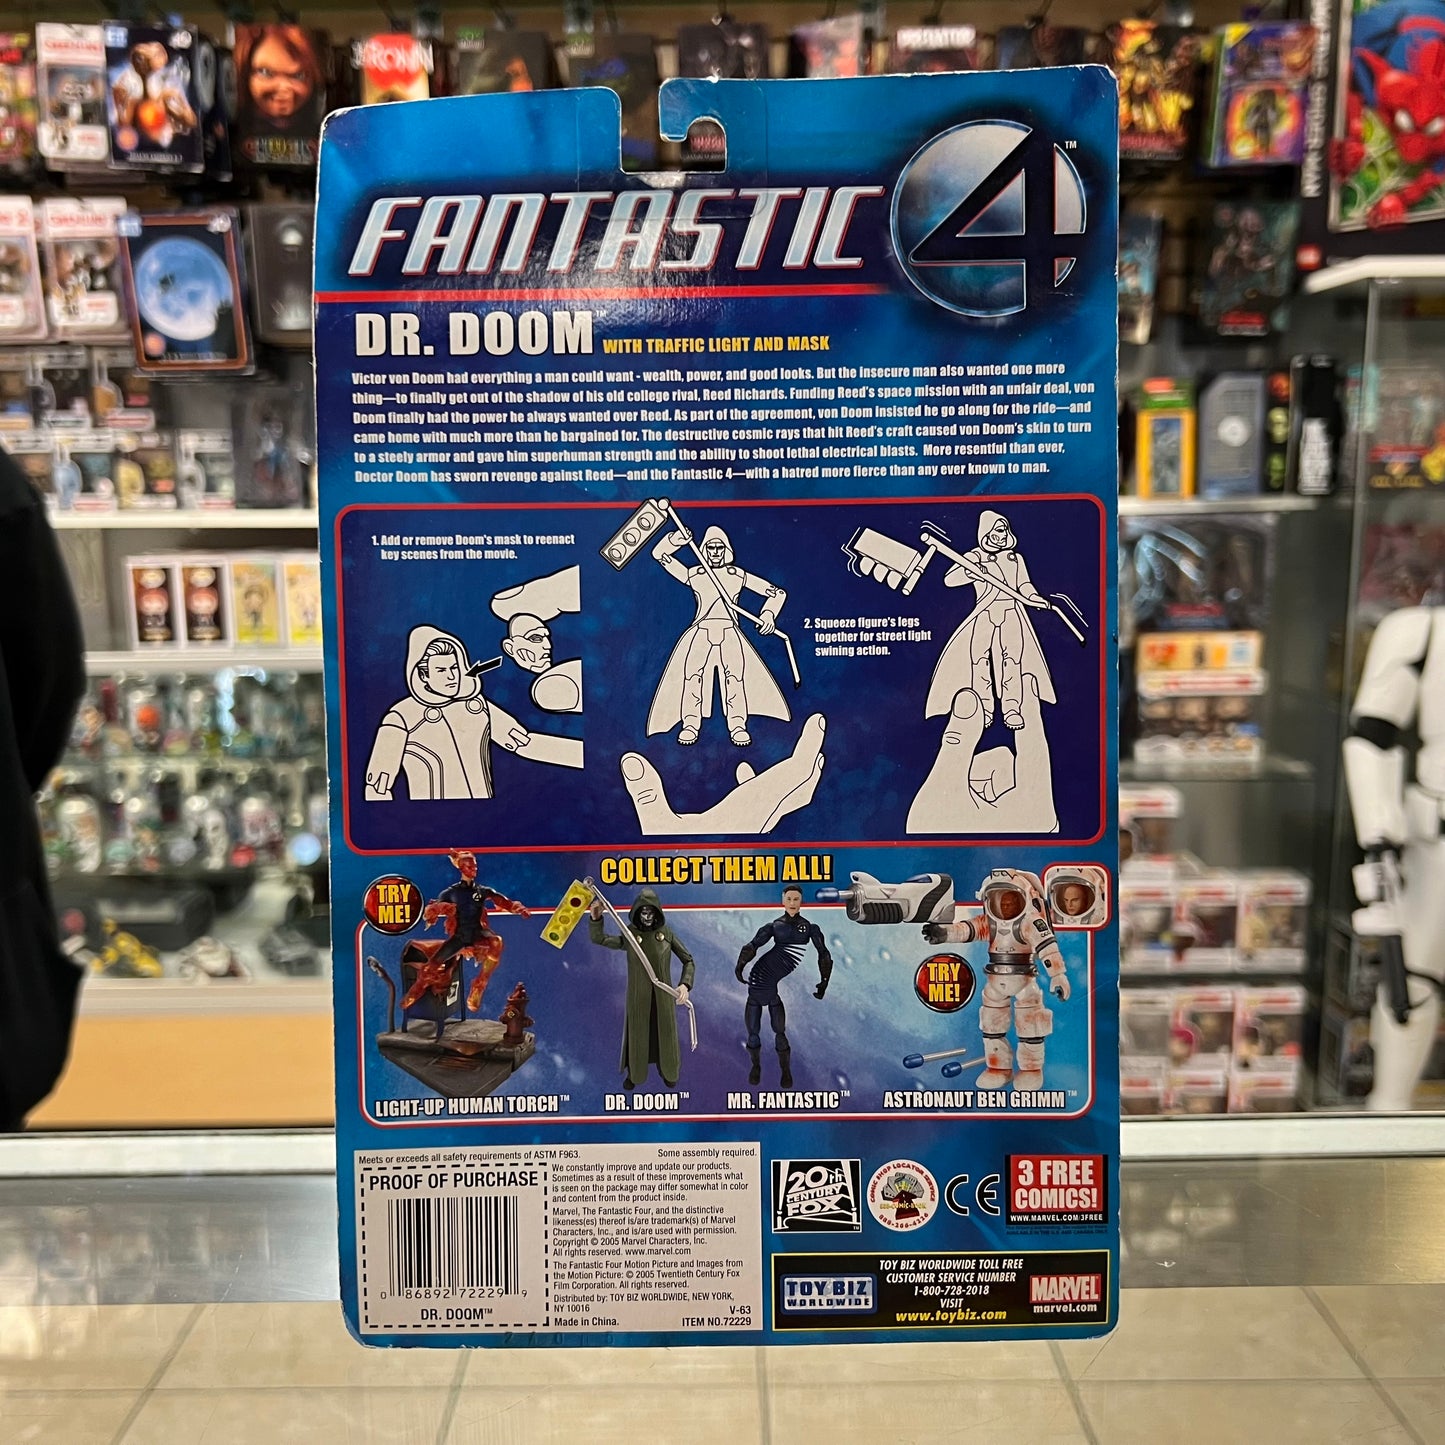 FANTASTIC 4™
DR. DOOM™ WITH TRAFFIC LIGHT AND MASK
Victor von Doom had everything a man could want - wealth, power, and good looks. But the insecure man also wanted one more
thing—to finally get out of the shadow of his old college rival, Reed Richards. Funding Reed's space mission with an unfair deal, von
Doom finally had the power he always wanted over Reed. As part of the agreement, von Doom insisted he go along for the ride—and
came home with much more than he bargained for. The destructive cosmic rays that hit Reed's craft caused von Doom's skin to turn
to a steely armor and gave him superhuman strength and the ability to shoot lethal electrical blasts. More resentful than ever,
Doctor Doom has sworn revenge against Reed—and the Fantastic 4—with a hatred more fierce than any ever known to man.
1. Add or remove Doom's mask to reenact
key scenes from the movie.
2. Squeeze figure's legs
together for street light
swining action.
COLLECT THEM ALL!
TRY
ME!
TRY
ME!
LIGHT-UP HUMAN TORCH™
DR. DOOM™
MR. FANTASTIC™
ASTRONAUT BEN GRIMM™
Meets or exceeds all safety requirements of ASTM F963.
Some assembly required.
PROOF OF PURCHASE
0 86892 72229 9
DR. DOOM™
We constantly improve and update our products.
Sometimes as a result of these improvements what
is seen on the package may differ somewhat in color
and content from the product inside.
Marvel, The Fantastic Four, and the distinctive
likeness(es) thereof is/are trademark(s) of Marvel
Characters, Inc., and is/are used with permission.
Copyright © 2005 Marvel Characters, Inc.
All rights reserved. www.marvel.com
The Fantastic Four Motion Picture and Images from
the Motion Picture: © 2005 Twentieth Century Fox
Film Corporation. All rights reserved.
Distributed by: TOY BIZ WORLDWIDE, NEW YORK,
NY 10016
V-63
Made in China.
ITEM NO.72229
20th
CENTURY
FOX
™
COMIC SHOP LOCATOR SERVICE
888-266-4226
CE
3 FREE
COMICS!
WWW.MARVEL.COM/3FREE
TOY BIZ
WORLDWIDE
TOY BIZ WORLDWIDE TOLL FREE
CUSTOMER SERVICE NUMBER
1-800-728-2018
VISIT
www.toybiz.com
MARVEL
marvel.com